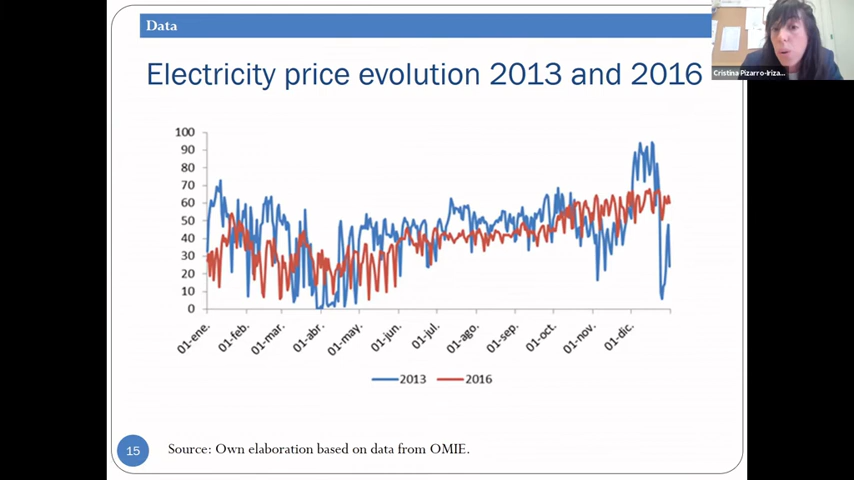 Data
Cristina Pizarro-Iriza...
Electricity price evolution 2013 and 2016
100
90
80
70
60
50
40
30
20
10
0
01-ene.
01-feb.
01-mar.
01-abr.
01-may.
01-jun.
01-jul.
01-ago.
01-sep.
01-oct.
01-nov.
01-dic.
2013 2016
15
Source: Own elaboration based on data from OMIE.